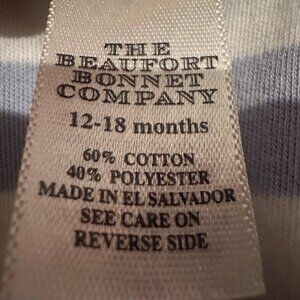 THE
BEAUFORT
BONNET
COMPANY
12-18 months
60% COTTON
40% POLYESTER
MADE IN EL SALVADOR
SEE CARE ON
REVERSE SIDE